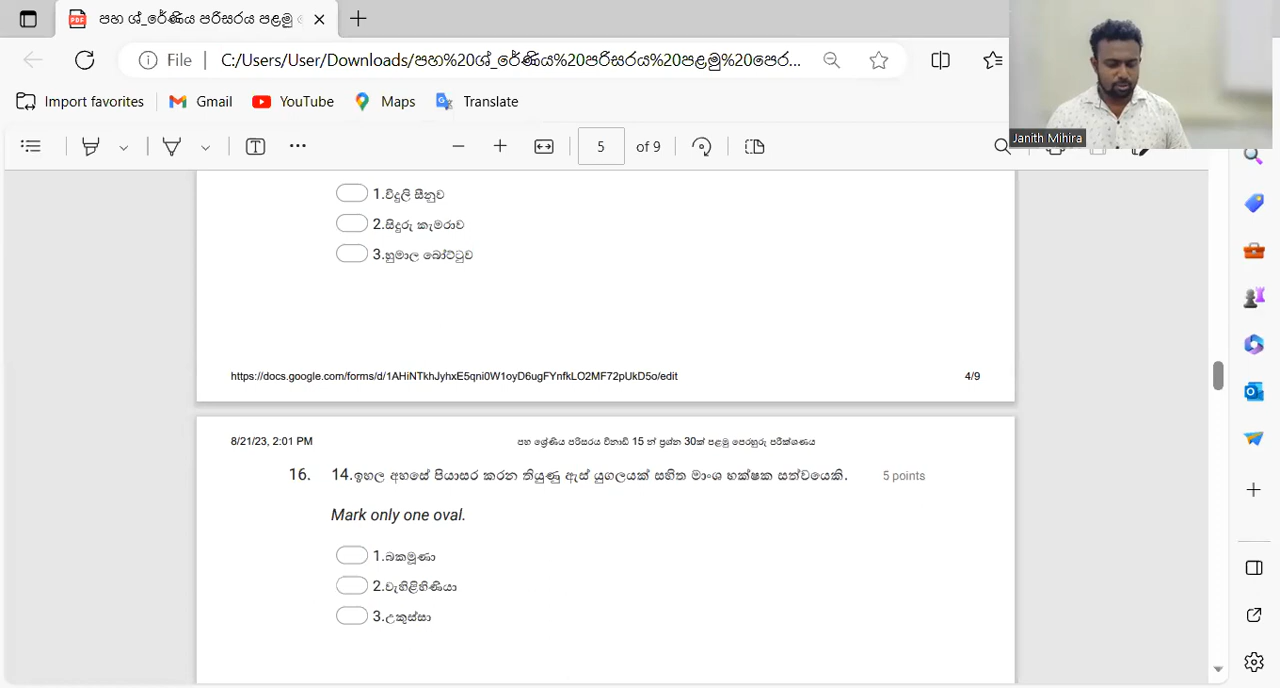 පහ ශ්_රේණිය පරිසරය පළමු
File C:/Users/User/Downloads/පහ%20ශ්_රේණිය%20පරිසරය%20පළමු%20පෙර...
Import favorites Gmail YouTube Maps Translate
5 of 9
Janith Mihira
1.විදුලි සීනුව
2.සිදුරු කැමරාව
3.හුමාල බෝට්ටුව
https://docs.google.com/forms/d/1AHiNTkhJyhxE5qni0W1oyD6ugFYnfkLO2MF72pUkD5o/edit 4/9
8/21/23, 2:01 PM පහ ශ්‍රේණිය පරිසරය විනාඩි 15 න් ප්‍රශ්න 30ක් පළමු පෙරහුරු පරීක්ශණය
16. 14.ඉහල අහසේ පියාසර කරන තියුණු ඇස් යුගලයක් සහිත මාංශ භක්ෂක සත්වයෙකි. 5 points
Mark only one oval.
1.බකමූණා
2.වැහිළිහිණියා
3.උකුස්සා